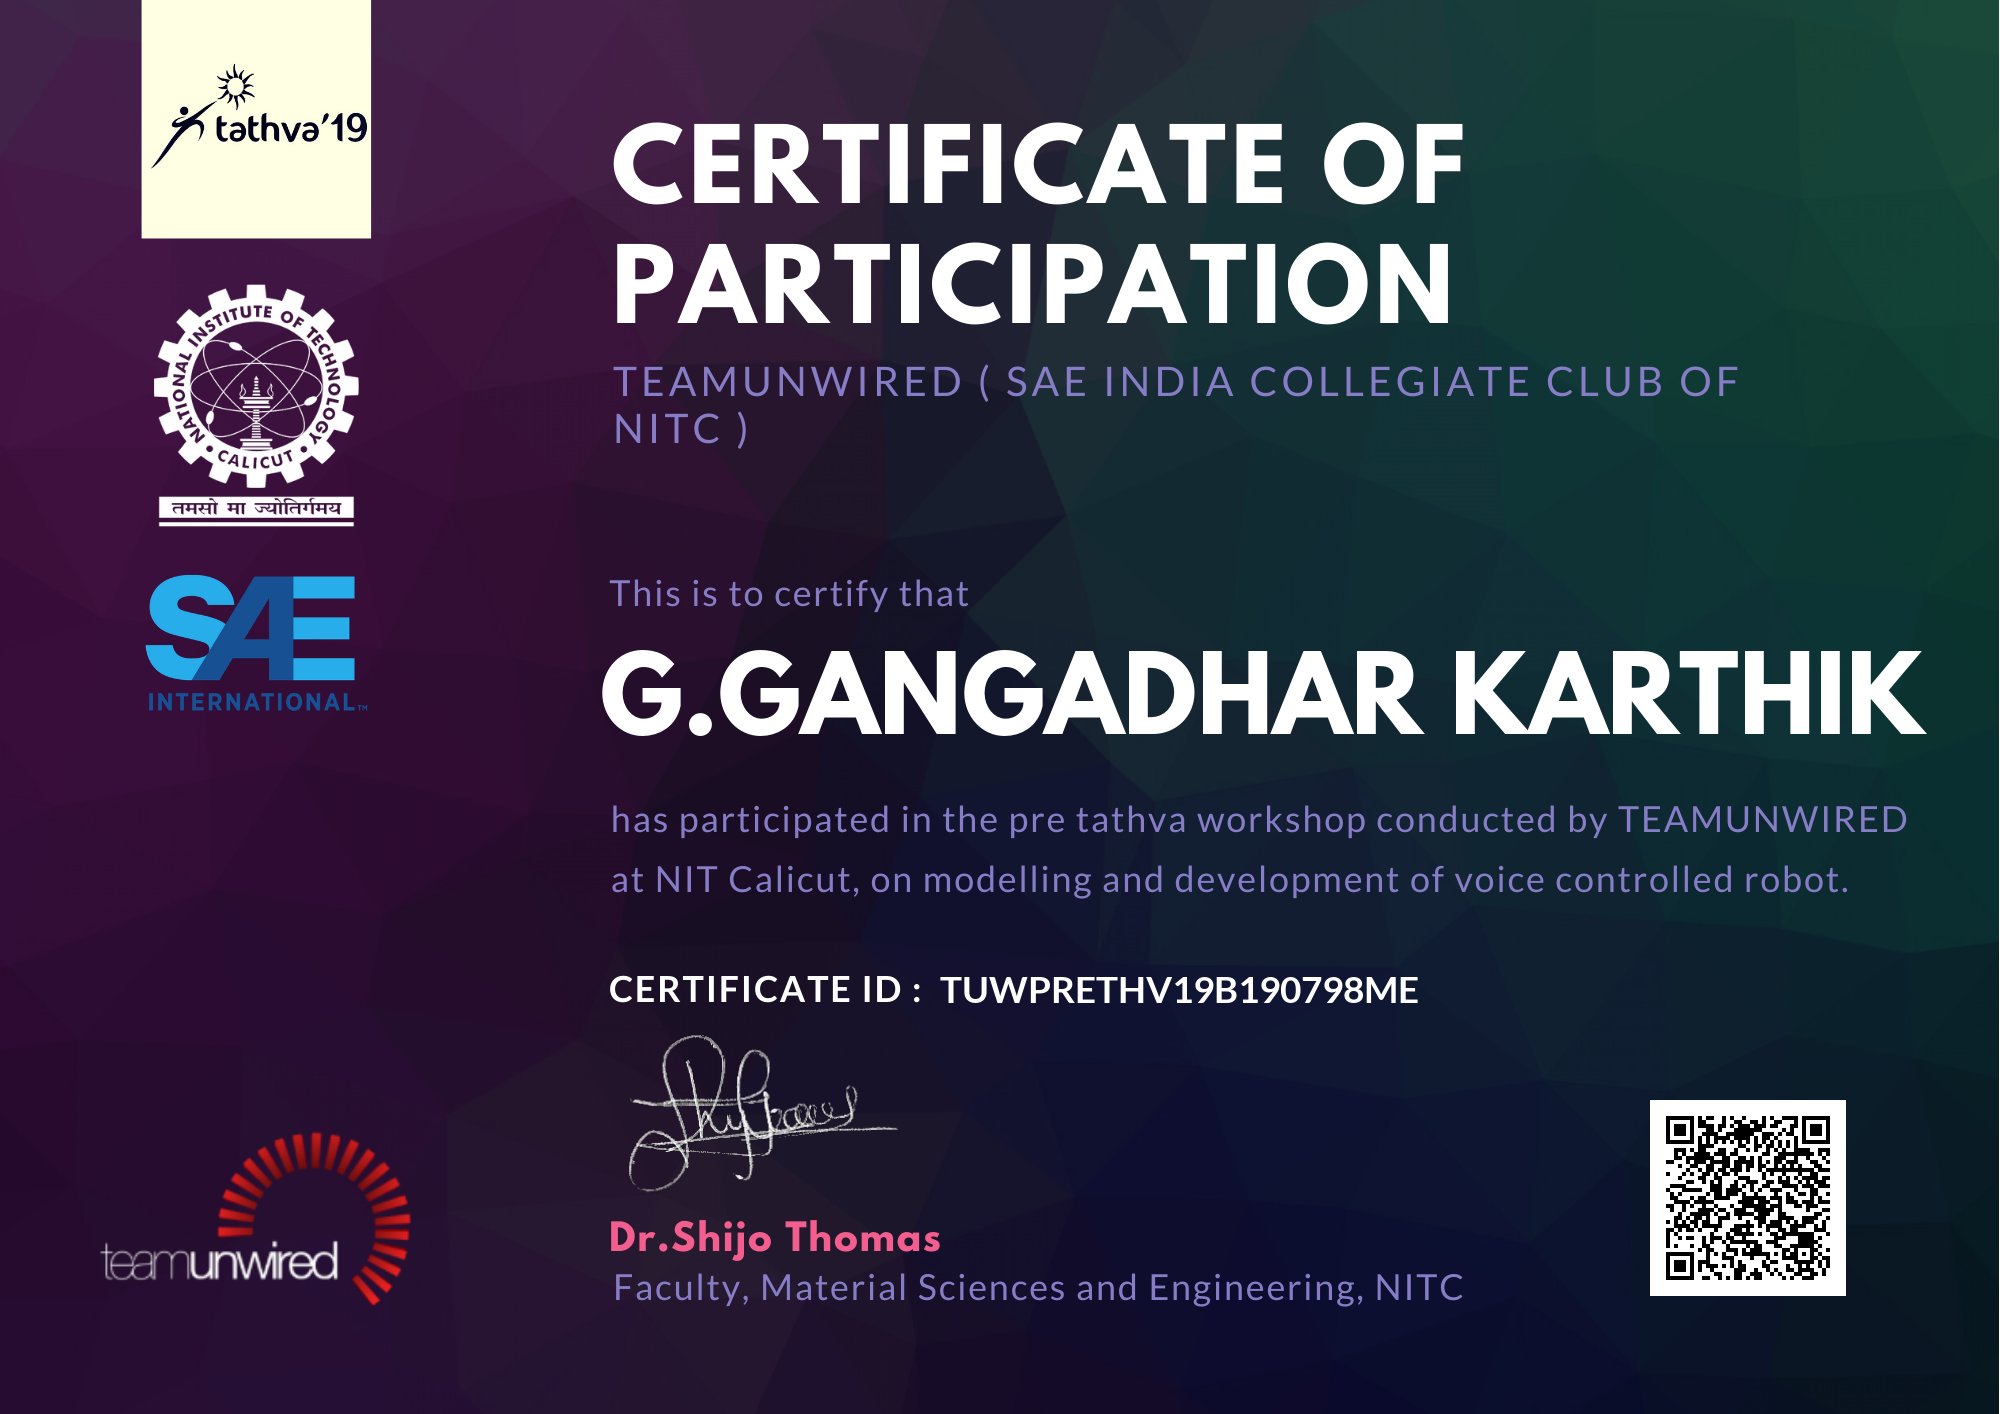 tathva'19
NATIONAL INSTITUTE OF TECHNOLOGY
• CALICUT •
तमसो मा ज्योतिर्गमय
SAE
INTERNATIONAL™
teamunwired
CERTIFICATE OF
PARTICIPATION
TEAMUNWIRED ( SAE INDIA COLLEGIATE CLUB OF
NITC )
This is to certify that
G.GANGADHAR KARTHIK
has participated in the pre tathva workshop conducted by TEAMUNWIRED
at NIT Calicut, on modelling and development of voice controlled robot.
CERTIFICATE ID : TUWPRETHV19B190798ME
Dr.Shijo Thomas
Faculty, Material Sciences and Engineering, NITC